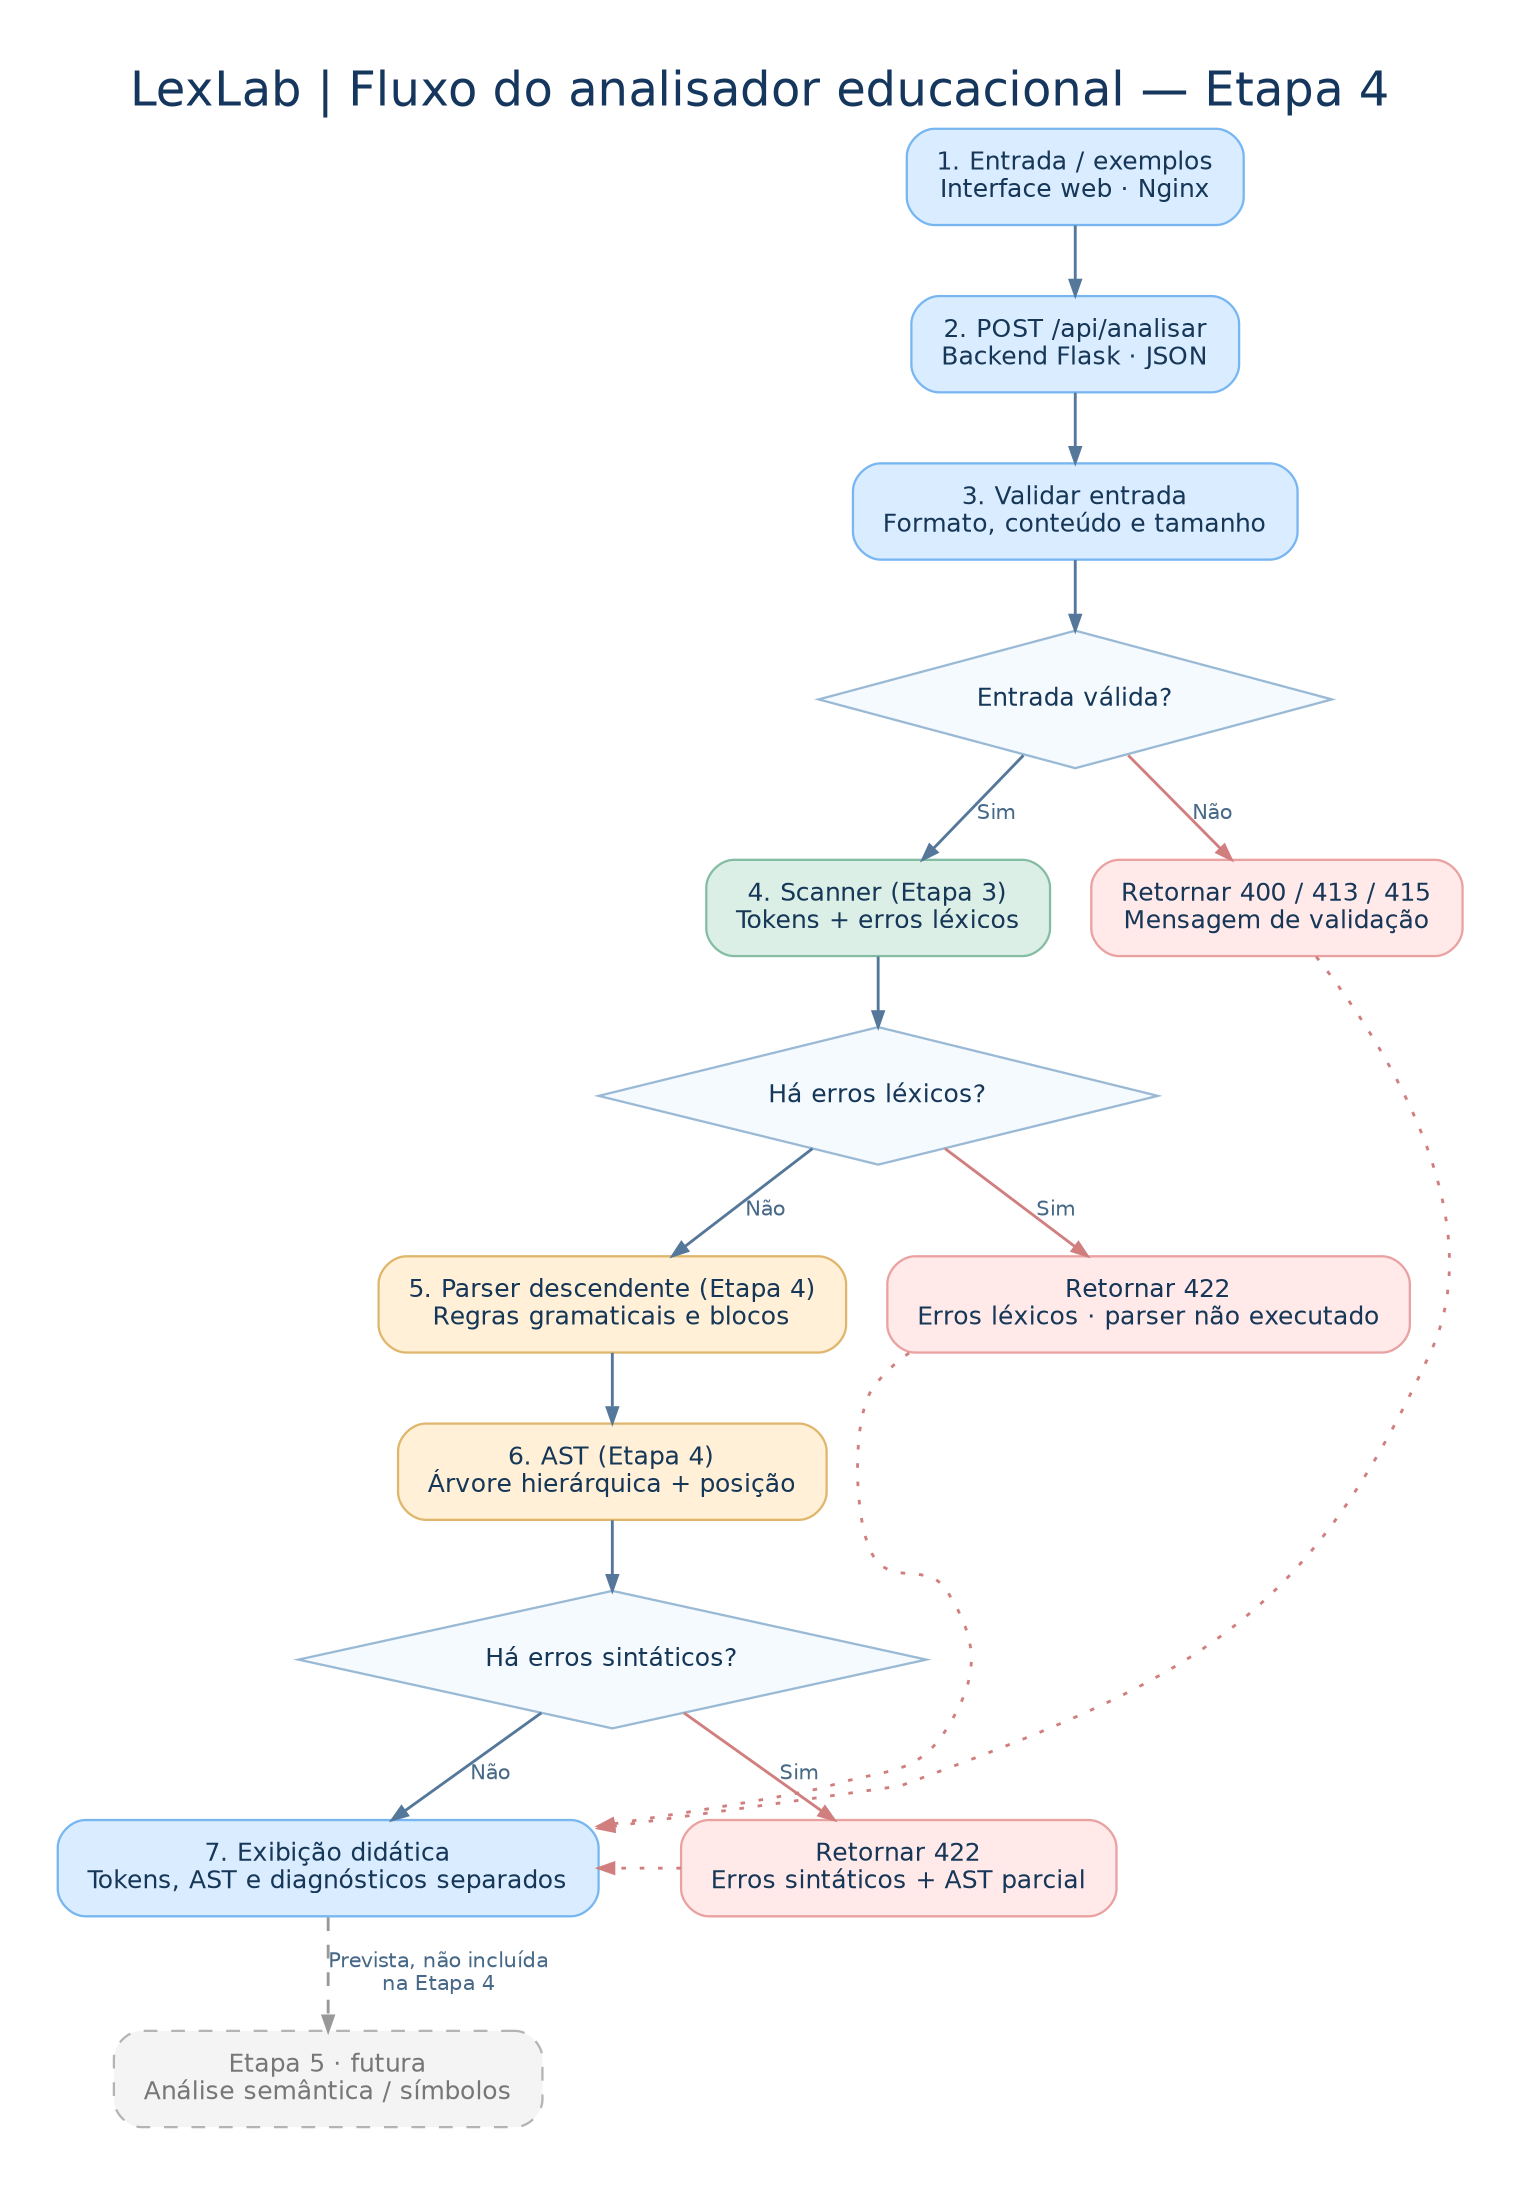 LexLab | Fluxo do analisador educacional — Etapa 4
1. Entrada / exemplos
Interface web · Nginx
2. POST /api/analisar
Backend Flask · JSON
3. Validar entrada
Formato, conteúdo e tamanho
Entrada válida?
Sim
Não
4. Scanner (Etapa 3)
Tokens + erros léxicos
Retornar 400 / 413 / 415
Mensagem de validação
Há erros léxicos?
Não
Sim
5. Parser descendente (Etapa 4)
Regras gramaticais e blocos
Retornar 422
Erros léxicos · parser não executado
6. AST (Etapa 4)
Árvore hierárquica + posição
Há erros sintáticos?
Não
Sim
7. Exibição didática
Tokens, AST e diagnósticos separados
Retornar 422
Erros sintáticos + AST parcial
Prevista, não incluída
na Etapa 4
Etapa 5 · futura
Análise semântica / símbolos